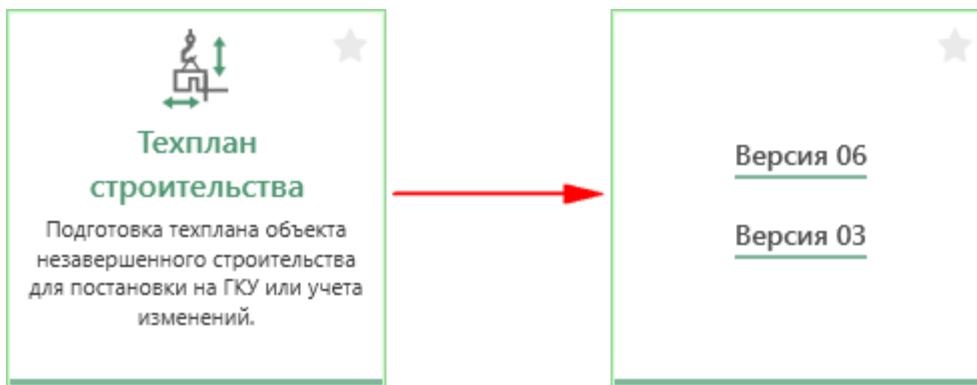 Техплан
строительства
Подготовка техплана объекта
незавершенного строительства
для постановки на ГКУ или учета
изменений.
Версия 06
Версия 03